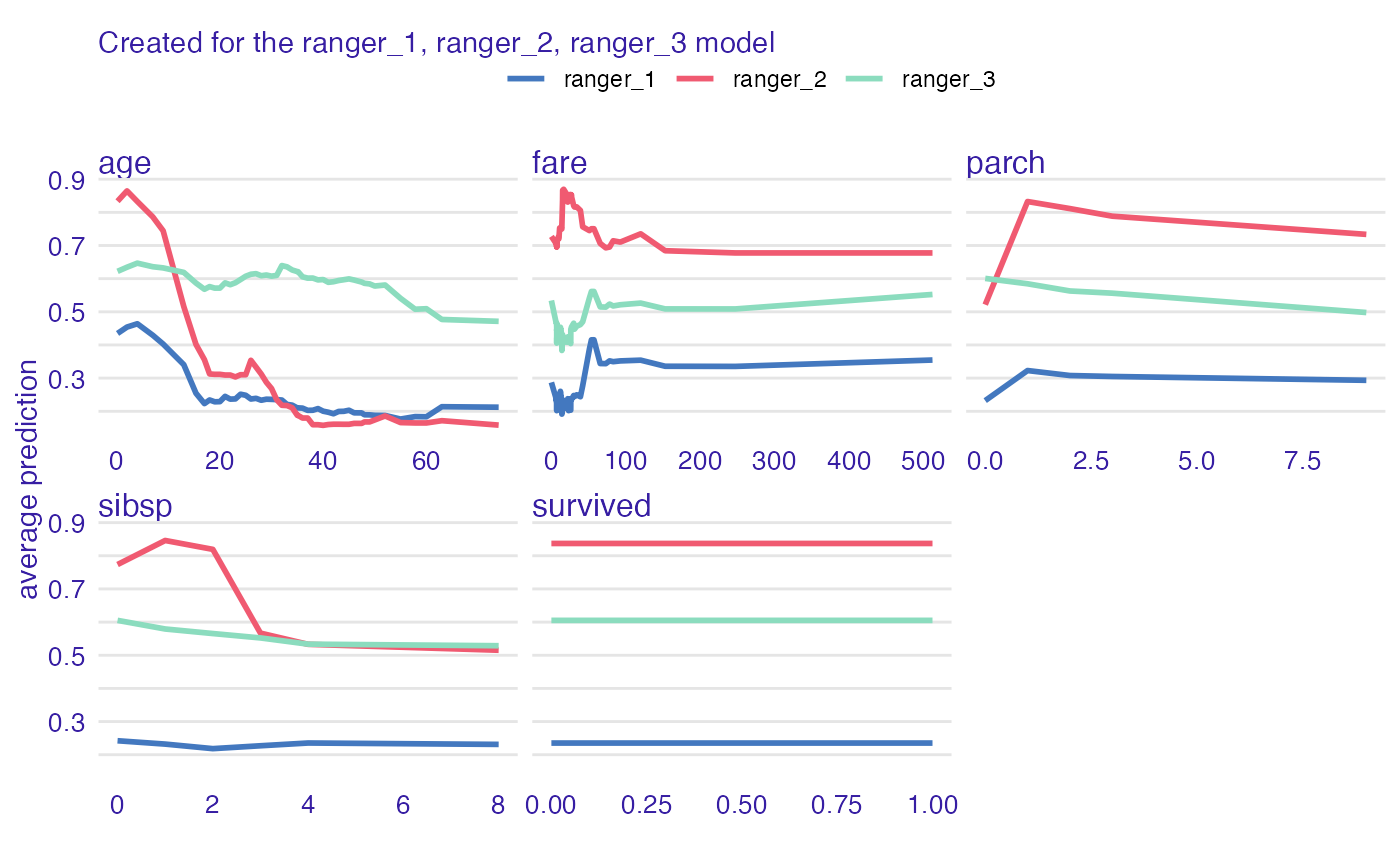 Created for the ranger_1, ranger_2, ranger_3 model
ranger_1 ranger_2 ranger_3
average prediction
age fare parch
0.9
0.7
0.5
0.3
0 20 40 60 0 100 200 300 400 500 0.0 2.5 5.0 7.5
sibsp survived
0.9
0.7
0.5
0.3
0 2 4 6 8 0.00 0.25 0.50 0.75 1.00